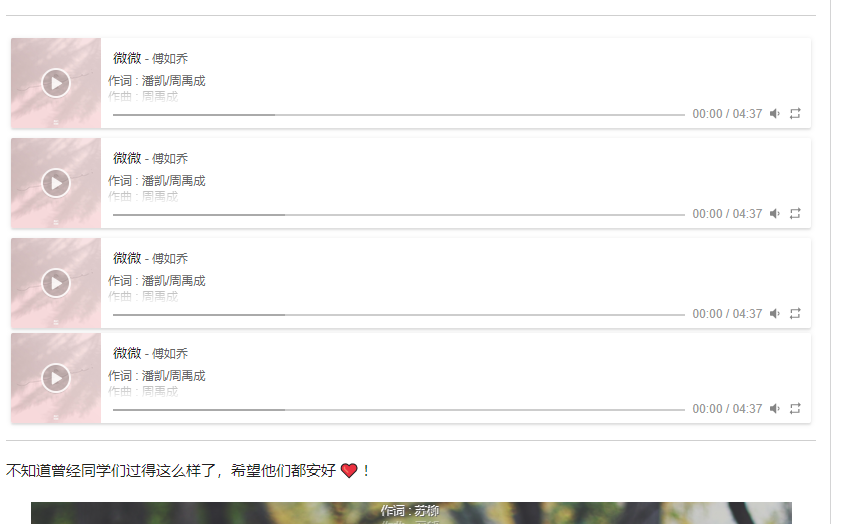 微微 - 傅如乔
作词 : 潘凯/周禹成
作曲 : 周禹成
00:00 / 04:37
微微 - 傅如乔
作词 : 潘凯/周禹成
作曲 : 周禹成
00:00 / 04:37
微微 - 傅如乔
作词 : 潘凯/周禹成
作曲 : 周禹成
00:00 / 04:37
微微 - 傅如乔
作词 : 潘凯/周禹成
作曲 : 周禹成
00:00 / 04:37
不知道曾经同学们过得这么样了，希望他们都安好 ❤️ ！
作词 : 苏柳